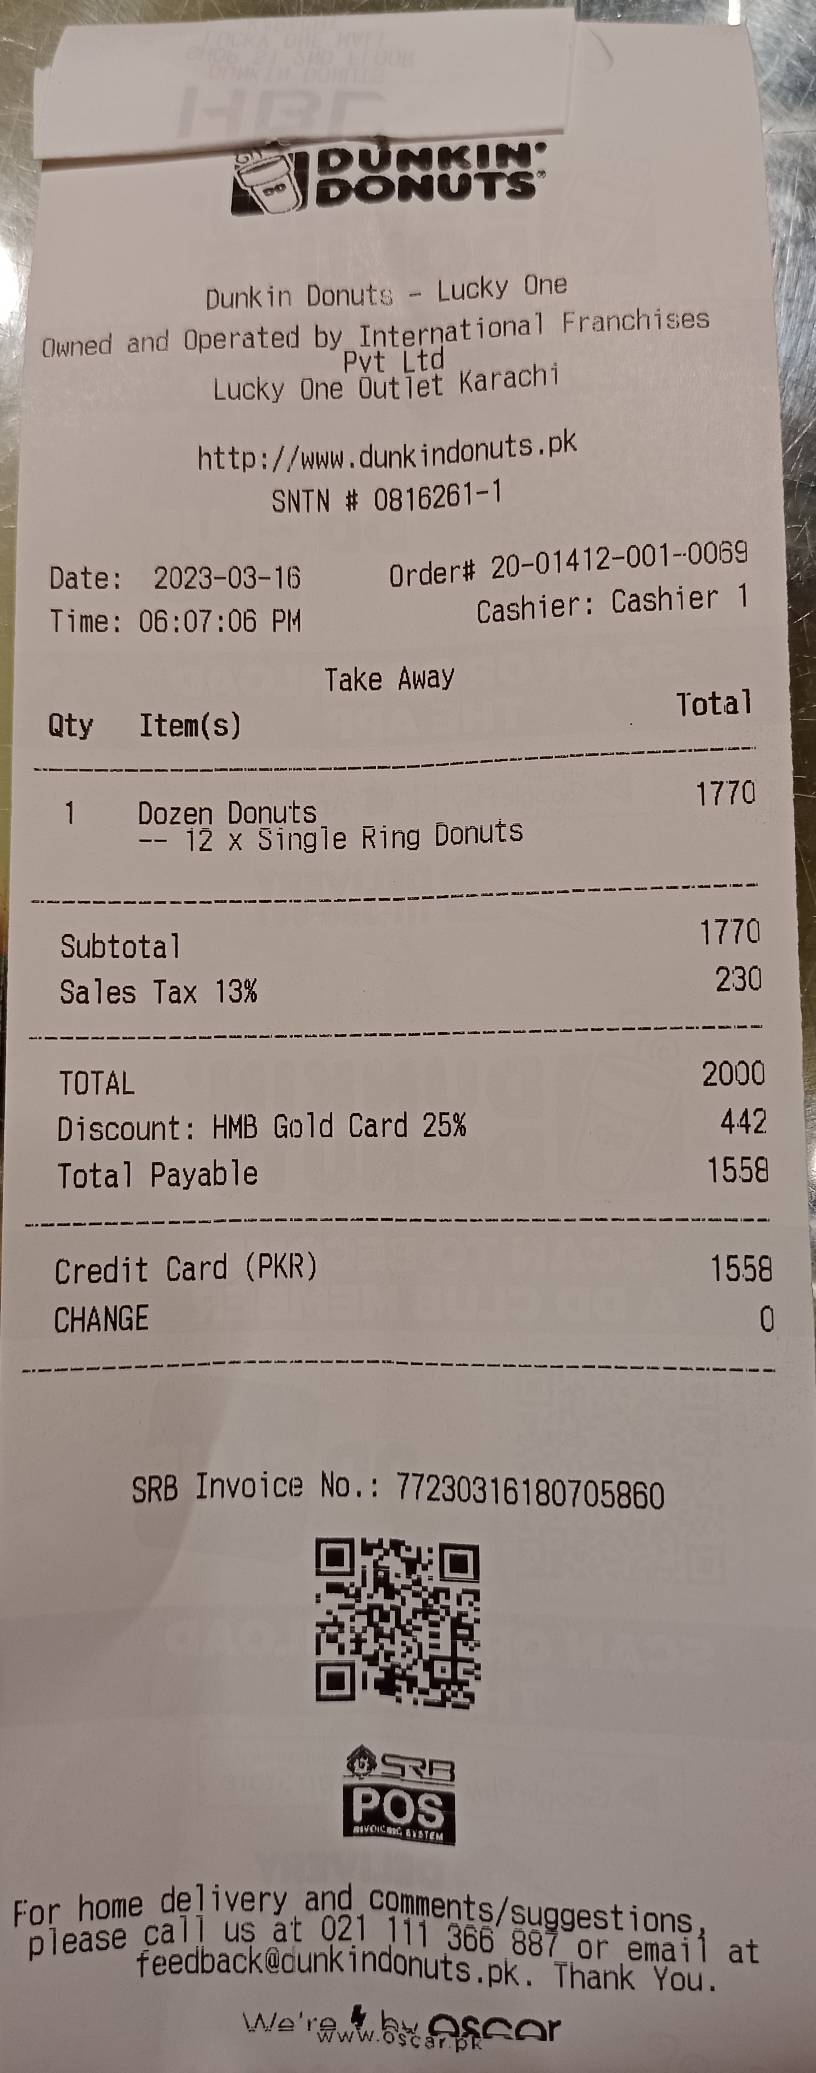 DUNKIN'
DONUTS
Dunkin Donuts - Lucky One
Owned and Operated by International Franchises
Pvt Ltd
Lucky One Outlet Karachi
http://www.dunkindonuts.pk
SNTN # 0816261-1
Date: 2023-03-16 Order# 20-01412-001-0069
Time: 06:07:06 PM Cashier: Cashier 1
Take Away
Qty Item(s) Total
1 Dozen Donuts 1770
-- 12 x Single Ring Donuts
Subtotal 1770
Sales Tax 13% 230
TOTAL 2000
Discount: HMB Gold Card 25% 442
Total Payable 1558
Credit Card (PKR) 1558
CHANGE 0
SRB Invoice No.: 77230316180705860
SRB
POS
INVOICING SYSTEM
For home delivery and comments/suggestions,
please call us at 021 111 366 887 or email at
feedback@dunkindonuts.pk. Thank You.
We're by oscar
www.oscar.pk